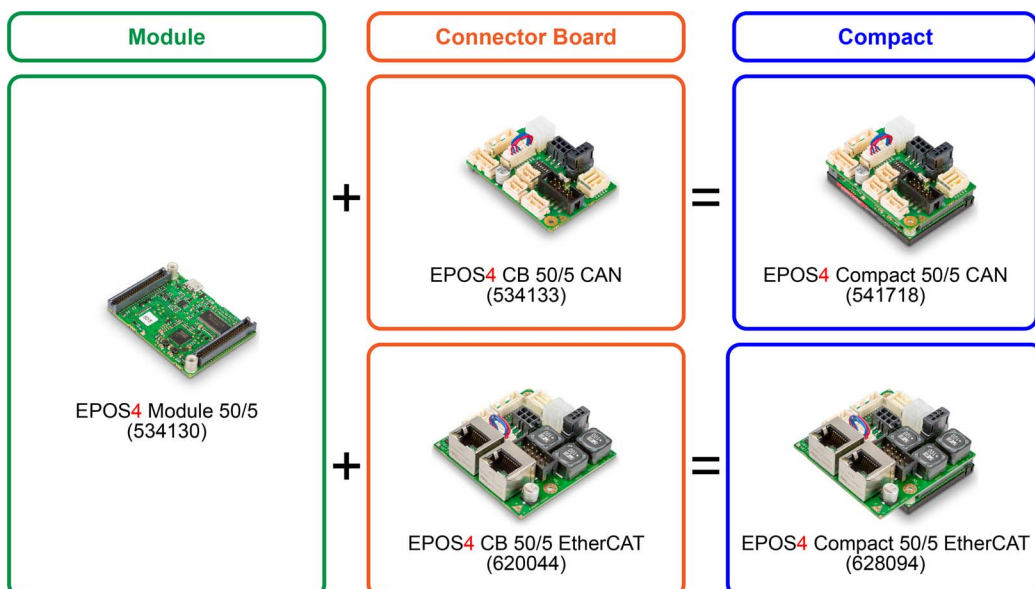 Module
Connector Board
Compact
+
=
EPOS4 CB 50/5 CAN
(534133)
EPOS4 Compact 50/5 CAN
(541718)
EPOS4 Module 50/5
(534130)
+
=
EPOS4 CB 50/5 EtherCAT
(620044)
EPOS4 Compact 50/5 EtherCAT
(628094)